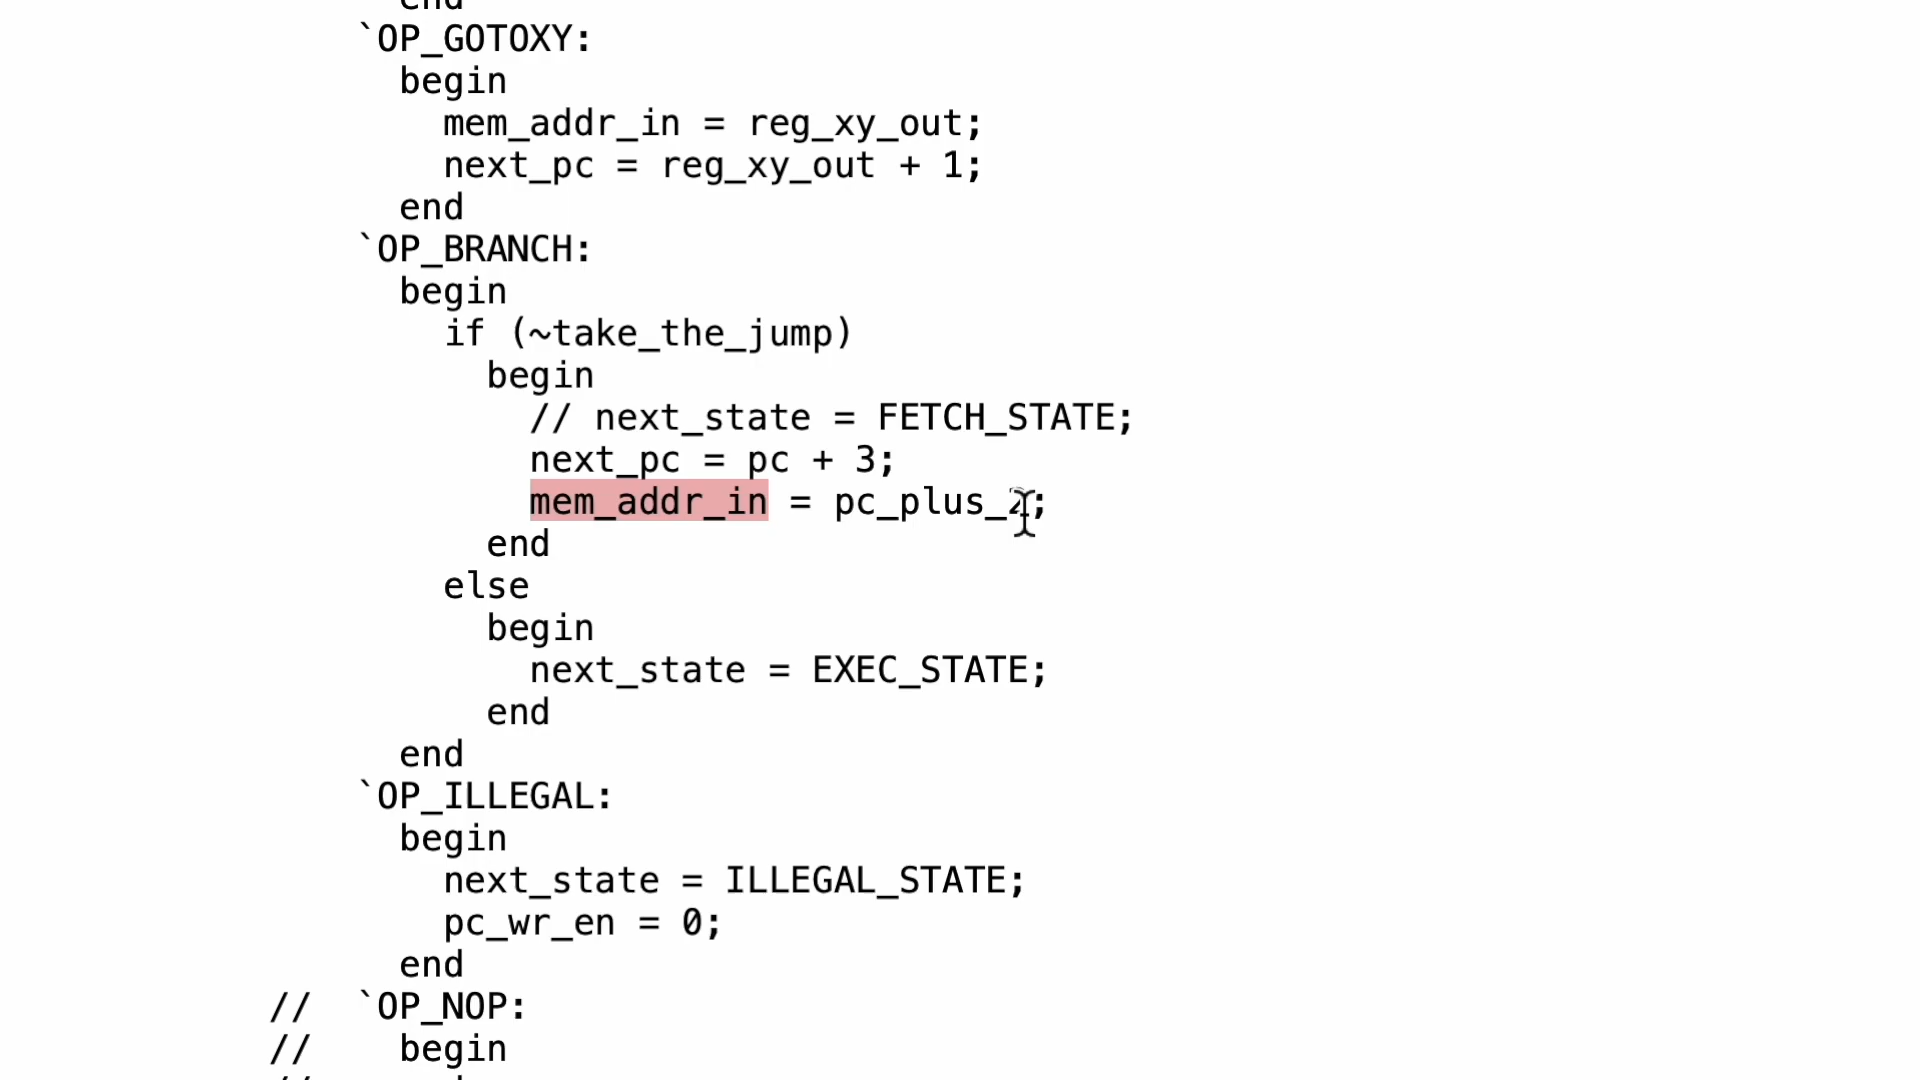 end
`OP_GOTOXY:
begin
mem_addr_in = reg_xy_out;
next_pc = reg_xy_out + 1;
end
`OP_BRANCH:
begin
if (~take_the_jump)
begin
// next_state = FETCH_STATE;
next_pc = pc + 3;
mem_addr_in = pc_plus_2;
end
else
begin
next_state = EXEC_STATE;
end
end
`OP_ILLEGAL:
begin
next_state = ILLEGAL_STATE;
pc_wr_en = 0;
end
// `OP_NOP:
// begin
//